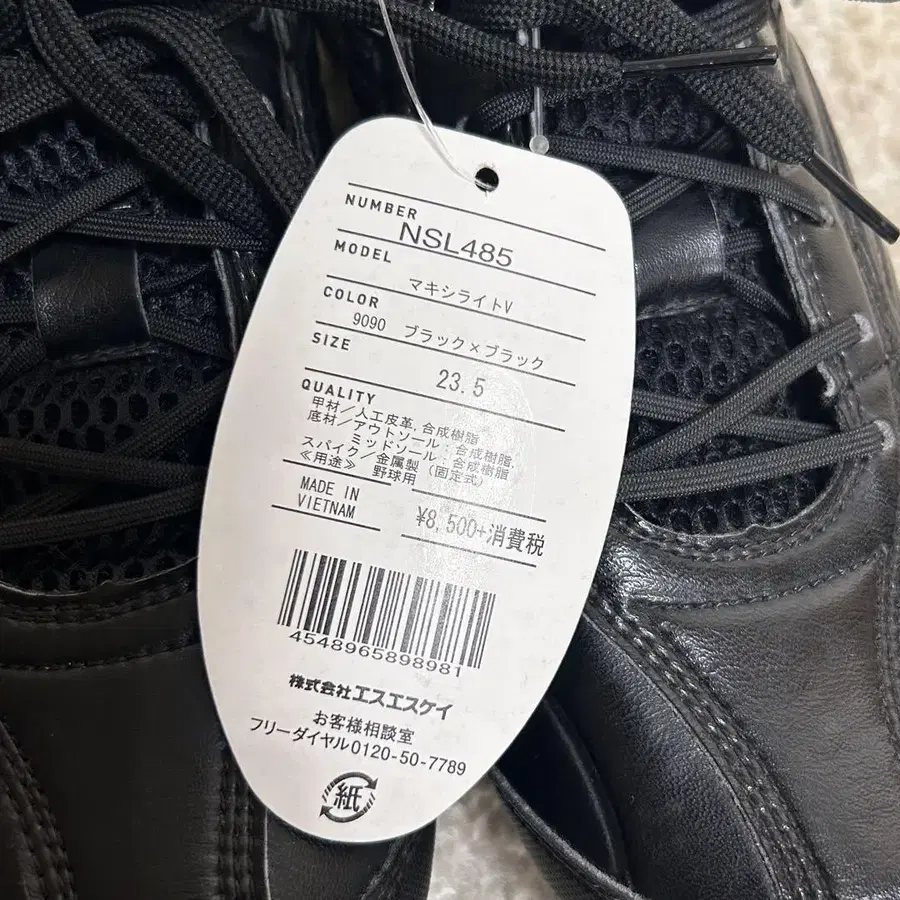 NUMBER
NSL485
MODEL
マキシライトV
COLOR
9090 ブラック×ブラック
SIZE
23.5
QUALITY
甲材/人工皮革,合成樹脂
底材/アウトソール:合成樹脂,
ミッドソール:合成樹脂
スパイク/金属製(固定式)
≪用途≫ 野球用
MADE IN
VIETNAM
¥8,500+消費税
4548965898981
株式会社エスエスケイ
お客様相談室
フリーダイヤル0120-50-7789
紙